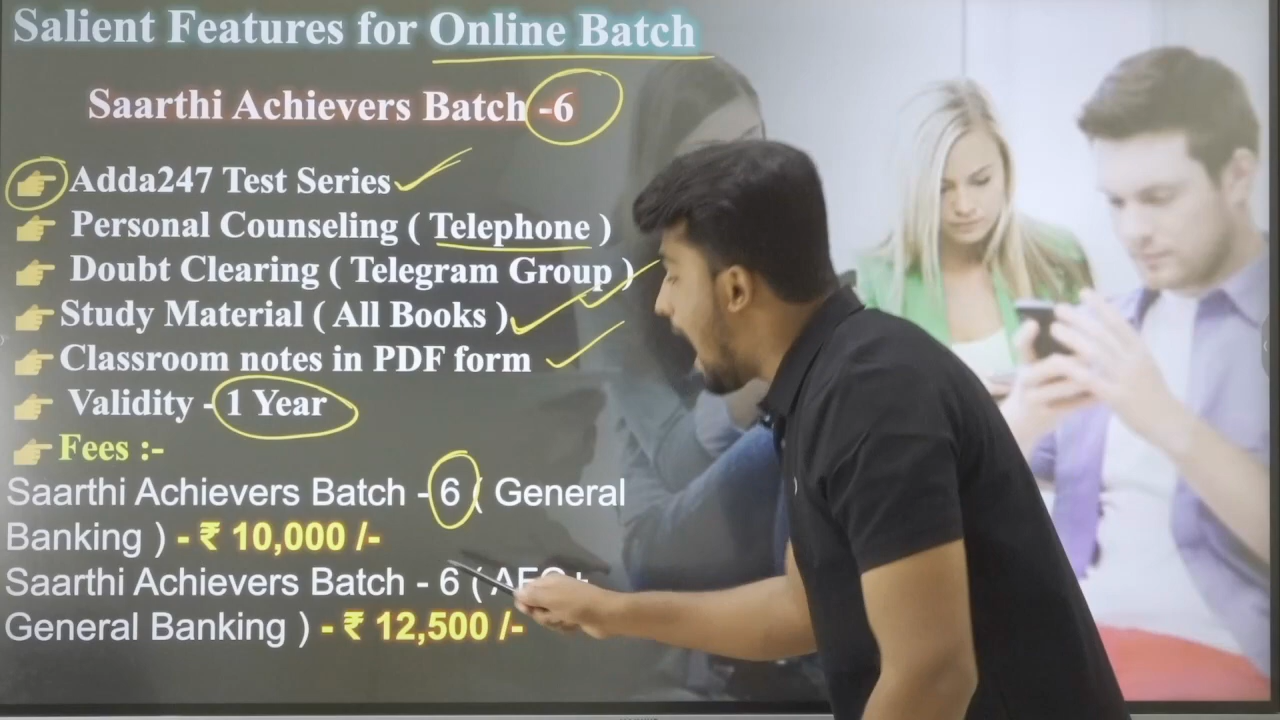 Salient Features for Online Batch
Saarthi Achievers Batch -6
Adda247 Test Series
Personal Counseling ( Telephone )
Doubt Clearing ( Telegram Group )
Study Material ( All Books )
Classroom notes in PDF form
Validity - 1 Year
Fees :-
Saarthi Achievers Batch - 6 ( General
Banking ) - ₹ 10,000 /-
Saarthi Achievers Batch - 6 (
General Banking ) - ₹ 12,500 /-